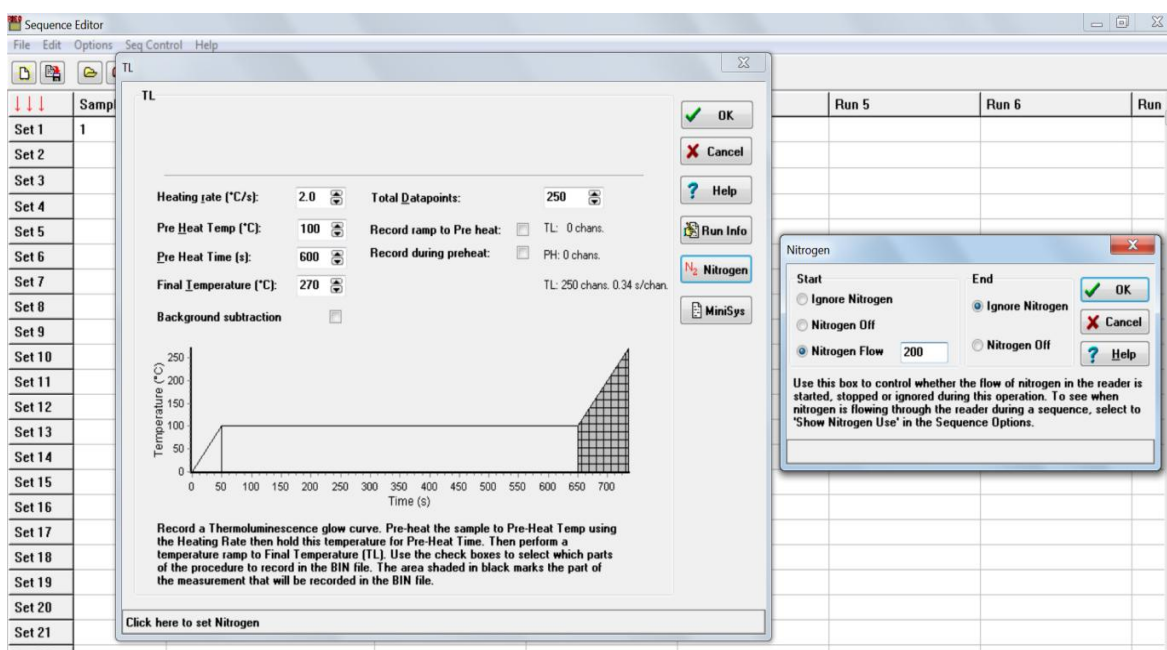 Sequence Editor
File Edit Options Seq Control Help
TL
Sampl Run 5 Run 6 Run
Set 1 1
Set 2
Set 3
Set 4
Set 5
Set 6
Set 7
Set 8
Set 9
Set 10
Set 11
Set 12
Set 13
Set 14
Set 15
Set 16
Set 17
Set 18
Set 19
Set 20
Set 21
TL
Heating rate (°C/s): 2.0 Total Datapoints: 250
Pre Heat Temp (°C): 100 Record ramp to Pre heat: TL: 0 chans.
Pre Heat Time (s): 600 Record during preheat: PH: 0 chans.
Final Temperature (°C): 270 TL: 250 chans. 0.34 s/chan.
Background subtraction
OK
Cancel
? Help
Run Info
N2 Nitrogen
MiniSys
Temperature (°C)
250
200
150
100
50
0
0 50 100 150 200 250 300 350 400 450 500 550 600 650 700
Time (s)
Record a Thermoluminescence glow curve. Pre-heat the sample to Pre-Heat Temp using
the Heating Rate then hold this temperature for Pre-Heat Time. Then perform a
temperature ramp to Final Temperature (TL). Use the check boxes to select which parts
of the procedure to record in the BIN file. The area shaded in black marks the part of
the measurement that will be recorded in the BIN file.
Click here to set Nitrogen
Nitrogen
Start End
Ignore Nitrogen Ignore Nitrogen
Nitrogen Off Nitrogen Off
Nitrogen Flow 200
OK
Cancel
? Help
Use this box to control whether the flow of nitrogen in the reader is
started, stopped or ignored during this operation. To see when
nitrogen is flowing through the reader during a sequence, select to
'Show Nitrogen Use' in the Sequence Options.